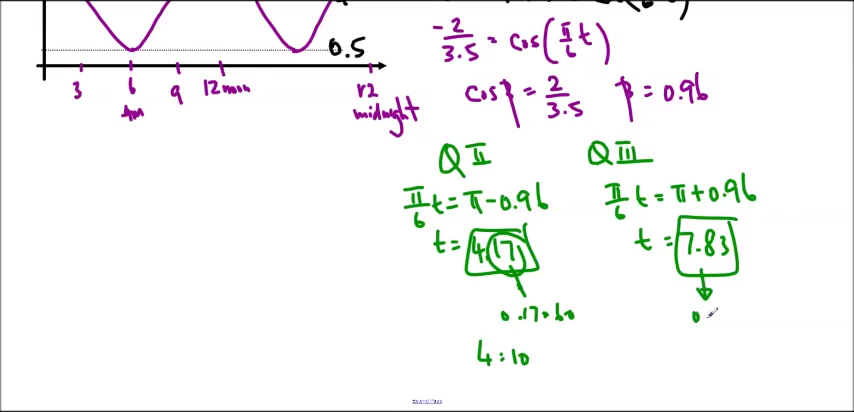 -2/3.5 = cos(π/6 t)
0.5
3 6 9 12 noon 12
Am midnight
cos β = 2/3.5 β = 0.96
Q II Q III
π/6 t = π - 0.96 π/6 t = π + 0.96
t = 4.17 t = 7.83
0.17×60 0.
4:10